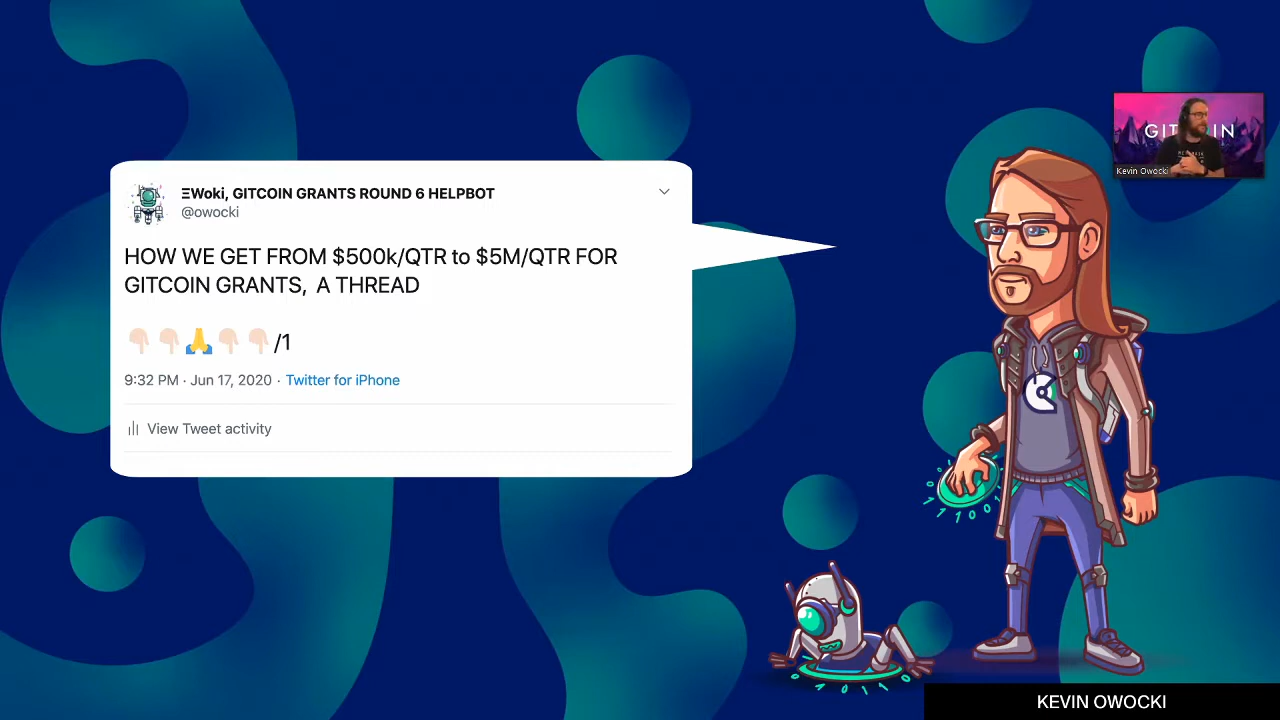 ΞWoki, GITCOIN GRANTS ROUND 6 HELPBOT
@owocki
HOW WE GET FROM $500k/QTR to $5M/QTR FOR
GITCOIN GRANTS, A THREAD
👇🏻👇🏻🙏👇🏻👇🏻/1
9:32 PM · Jun 17, 2020 · Twitter for iPhone
View Tweet activity
Kevin Owocki
KEVIN OWOCKI